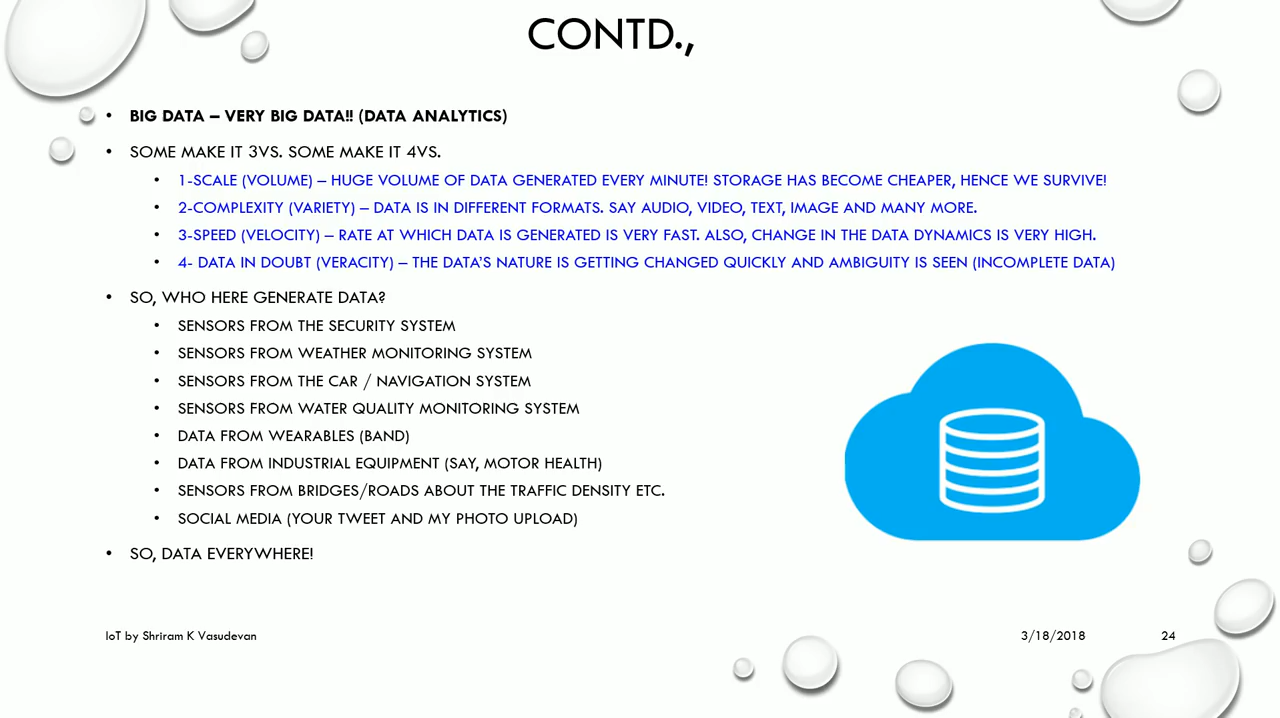 CONTD.,
• BIG DATA – VERY BIG DATA!! (DATA ANALYTICS)
• SOME MAKE IT 3VS. SOME MAKE IT 4VS.
• 1-SCALE (VOLUME) – HUGE VOLUME OF DATA GENERATED EVERY MINUTE! STORAGE HAS BECOME CHEAPER, HENCE WE SURVIVE!
• 2-COMPLEXITY (VARIETY) – DATA IS IN DIFFERENT FORMATS. SAY AUDIO, VIDEO, TEXT, IMAGE AND MANY MORE.
• 3-SPEED (VELOCITY) – RATE AT WHICH DATA IS GENERATED IS VERY FAST. ALSO, CHANGE IN THE DATA DYNAMICS IS VERY HIGH.
• 4- DATA IN DOUBT (VERACITY) – THE DATA'S NATURE IS GETTING CHANGED QUICKLY AND AMBIGUITY IS SEEN (INCOMPLETE DATA)
• SO, WHO HERE GENERATE DATA?
• SENSORS FROM THE SECURITY SYSTEM
• SENSORS FROM WEATHER MONITORING SYSTEM
• SENSORS FROM THE CAR / NAVIGATION SYSTEM
• SENSORS FROM WATER QUALITY MONITORING SYSTEM
• DATA FROM WEARABLES (BAND)
• DATA FROM INDUSTRIAL EQUIPMENT (SAY, MOTOR HEALTH)
• SENSORS FROM BRIDGES/ROADS ABOUT THE TRAFFIC DENSITY ETC.
• SOCIAL MEDIA (YOUR TWEET AND MY PHOTO UPLOAD)
• SO, DATA EVERYWHERE!
IoT by Shriram K Vasudevan 3/18/2018 24